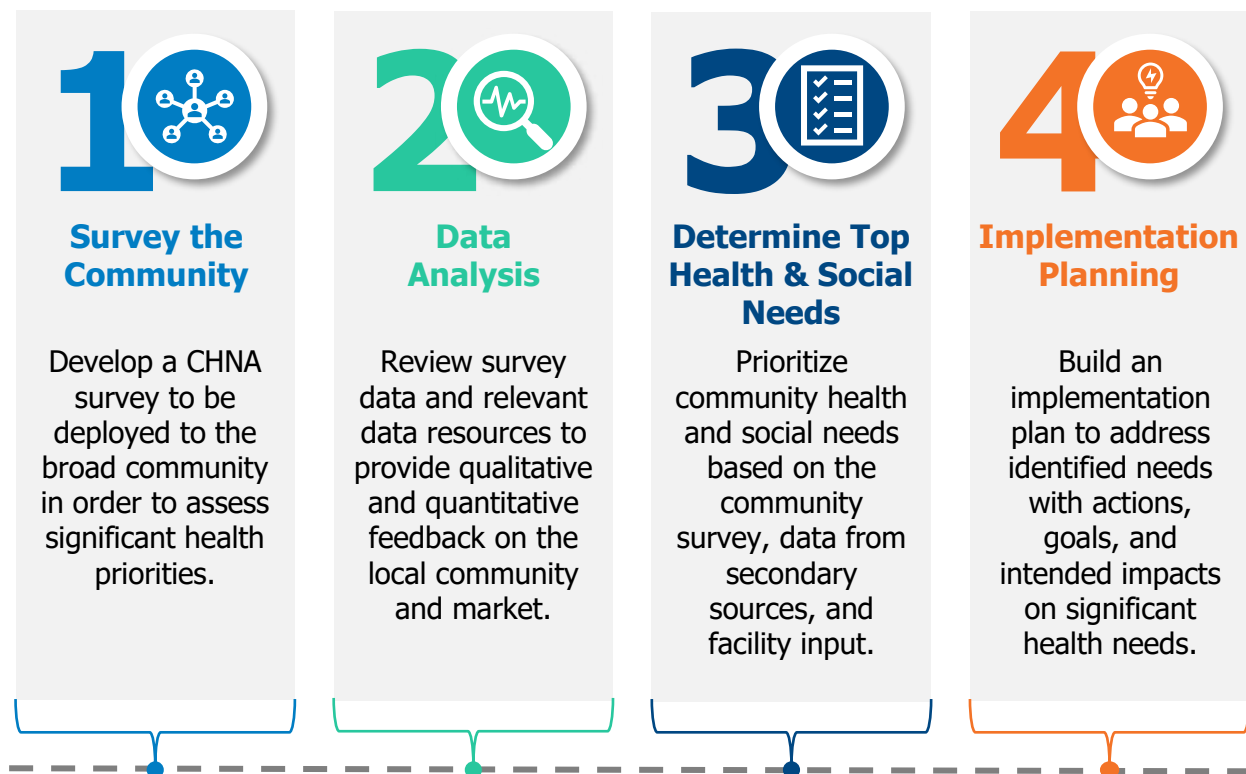 1
Survey the
Community
Develop a CHNA
survey to be
deployed to the
broad community
in order to assess
significant health
priorities.
2
Data
Analysis
Review survey
data and relevant
data resources to
provide qualitative
and quantitative
feedback on the
local community
and market.
3
Determine Top
Health & Social
Needs
Prioritize
community health
and social needs
based on the
community
survey, data from
secondary
sources, and
facility input.
4
Implementation
Planning
Build an
implementation
plan to address
identified needs
with actions,
goals, and
intended impacts
on significant
health needs.